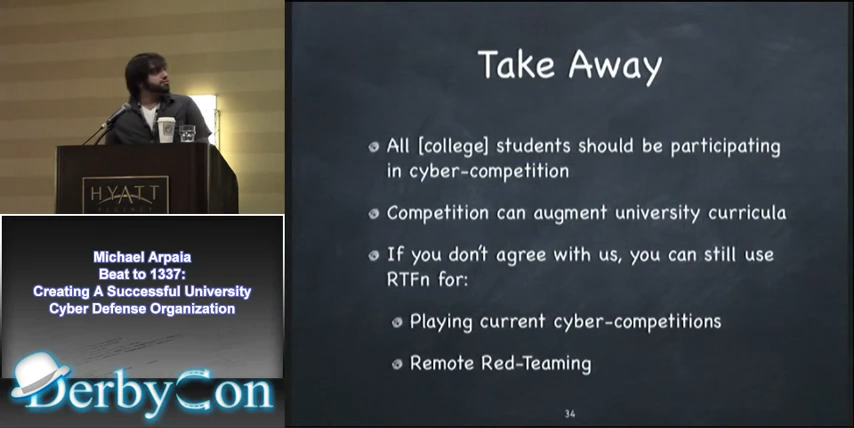 HYATT
Michael Arpaia
Beat to 1337:
Creating A Successful University
Cyber Defense Organization
DerbyCon
Take Away
All [college] students should be participating
in cyber-competition
Competition can augment university curricula
If you don't agree with us, you can still use
RTFn for:
Playing current cyber-competitions
Remote Red-Teaming
34